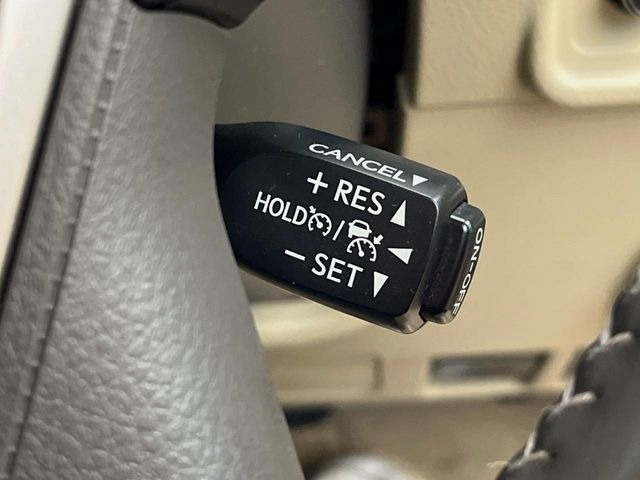 CANCEL▼
+RES▲
HOLD / ◀
−SET▼
ON-OFF